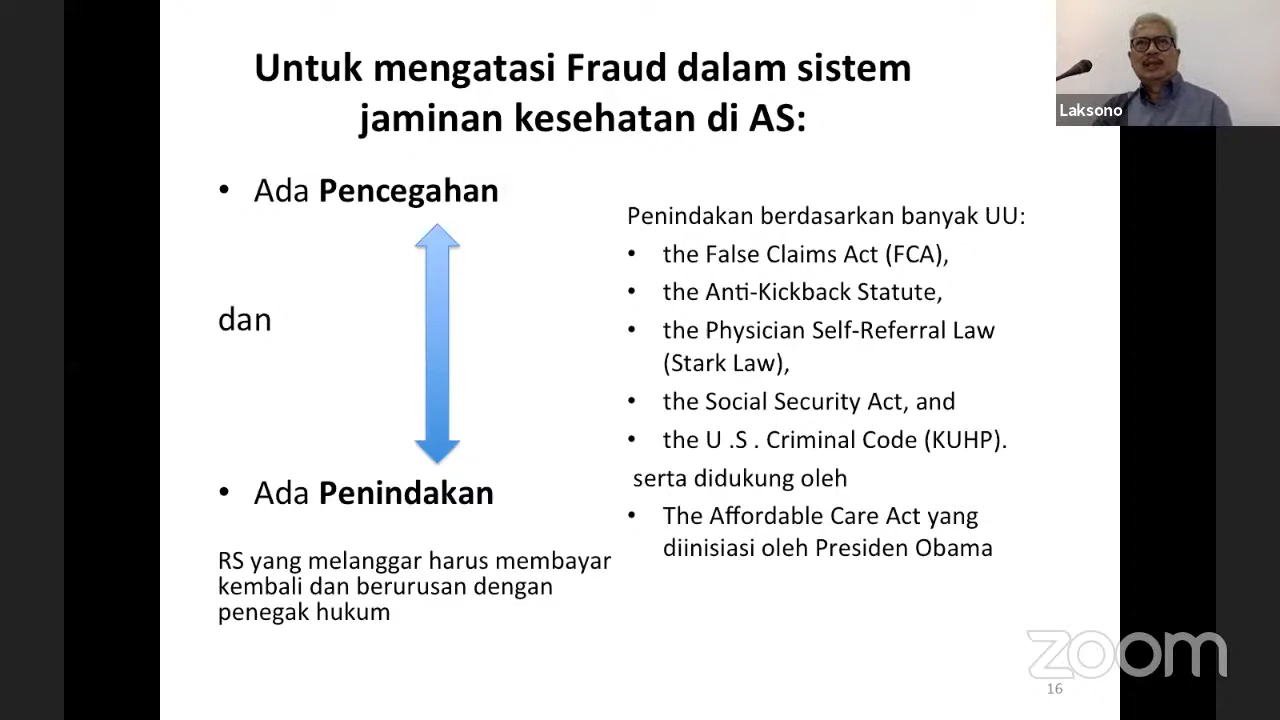 Untuk mengatasi Fraud dalam sistem
jaminan kesehatan di AS:
• Ada Pencegahan
dan
• Ada Penindakan
RS yang melanggar harus membayar
kembali dan berurusan dengan
penegak hukum
Penindakan berdasarkan banyak UU:
• the False Claims Act (FCA),
• the Anti-Kickback Statute,
• the Physician Self-Referral Law
(Stark Law),
• the Social Security Act, and
• the U .S . Criminal Code (KUHP).
serta didukung oleh
• The Affordable Care Act yang
diinisiasi oleh Presiden Obama
Laksono
zoom
16